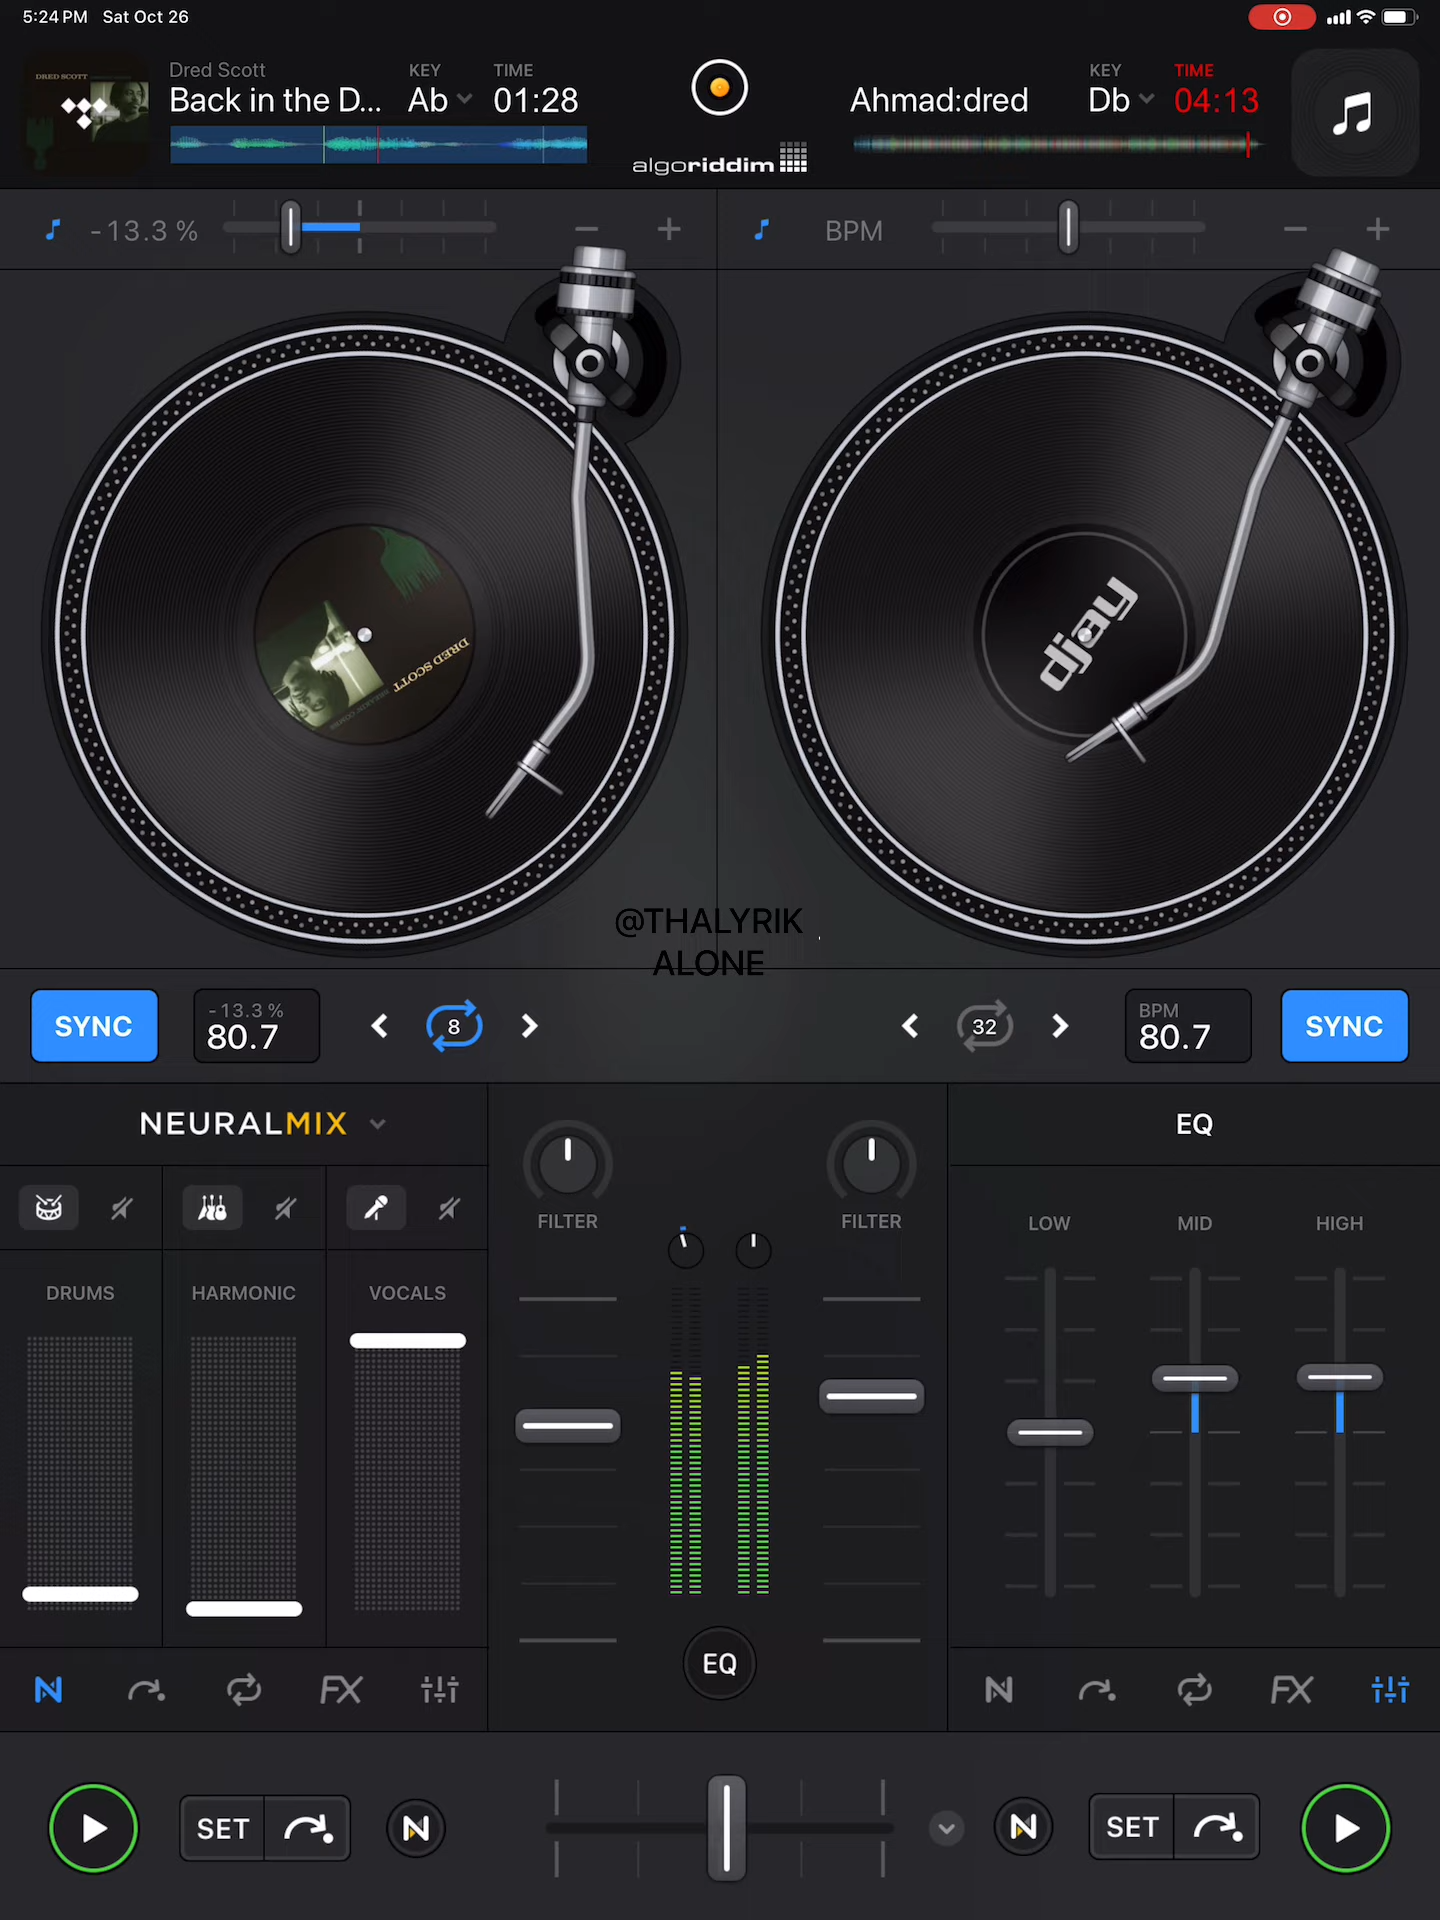 5:24 PM Sat Oct 26
DRED SCOTT
Dred Scott
Back in the D...
KEY
Ab
TIME
01:28
algoriddim
Ahmad:dred
KEY
Db
TIME
04:13
-13.3 %
BPM
DRED SCOTT
djay
@THALYRIK
ALONE
SYNC
-13.3 %
80.7
8
32
BPM
80.7
SYNC
NEURALMIX
EQ
FILTER
FILTER
LOW MID HIGH
DRUMS HARMONIC VOCALS
EQ
FX
FX
SET
SET